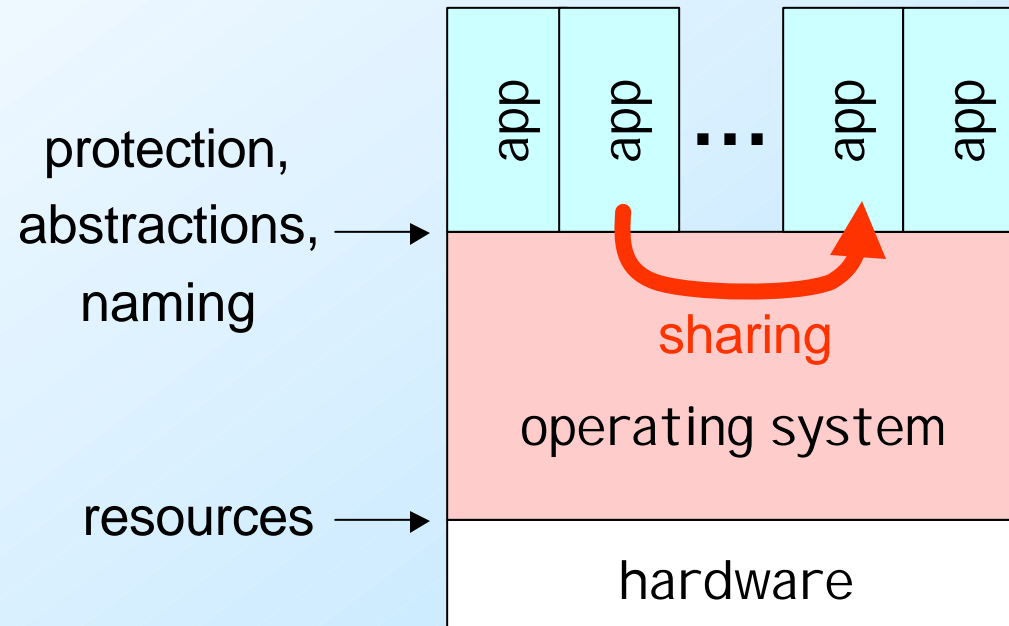 app
app
...
app
app
protection,
abstractions,
naming
sharing
operating system
resources
hardware